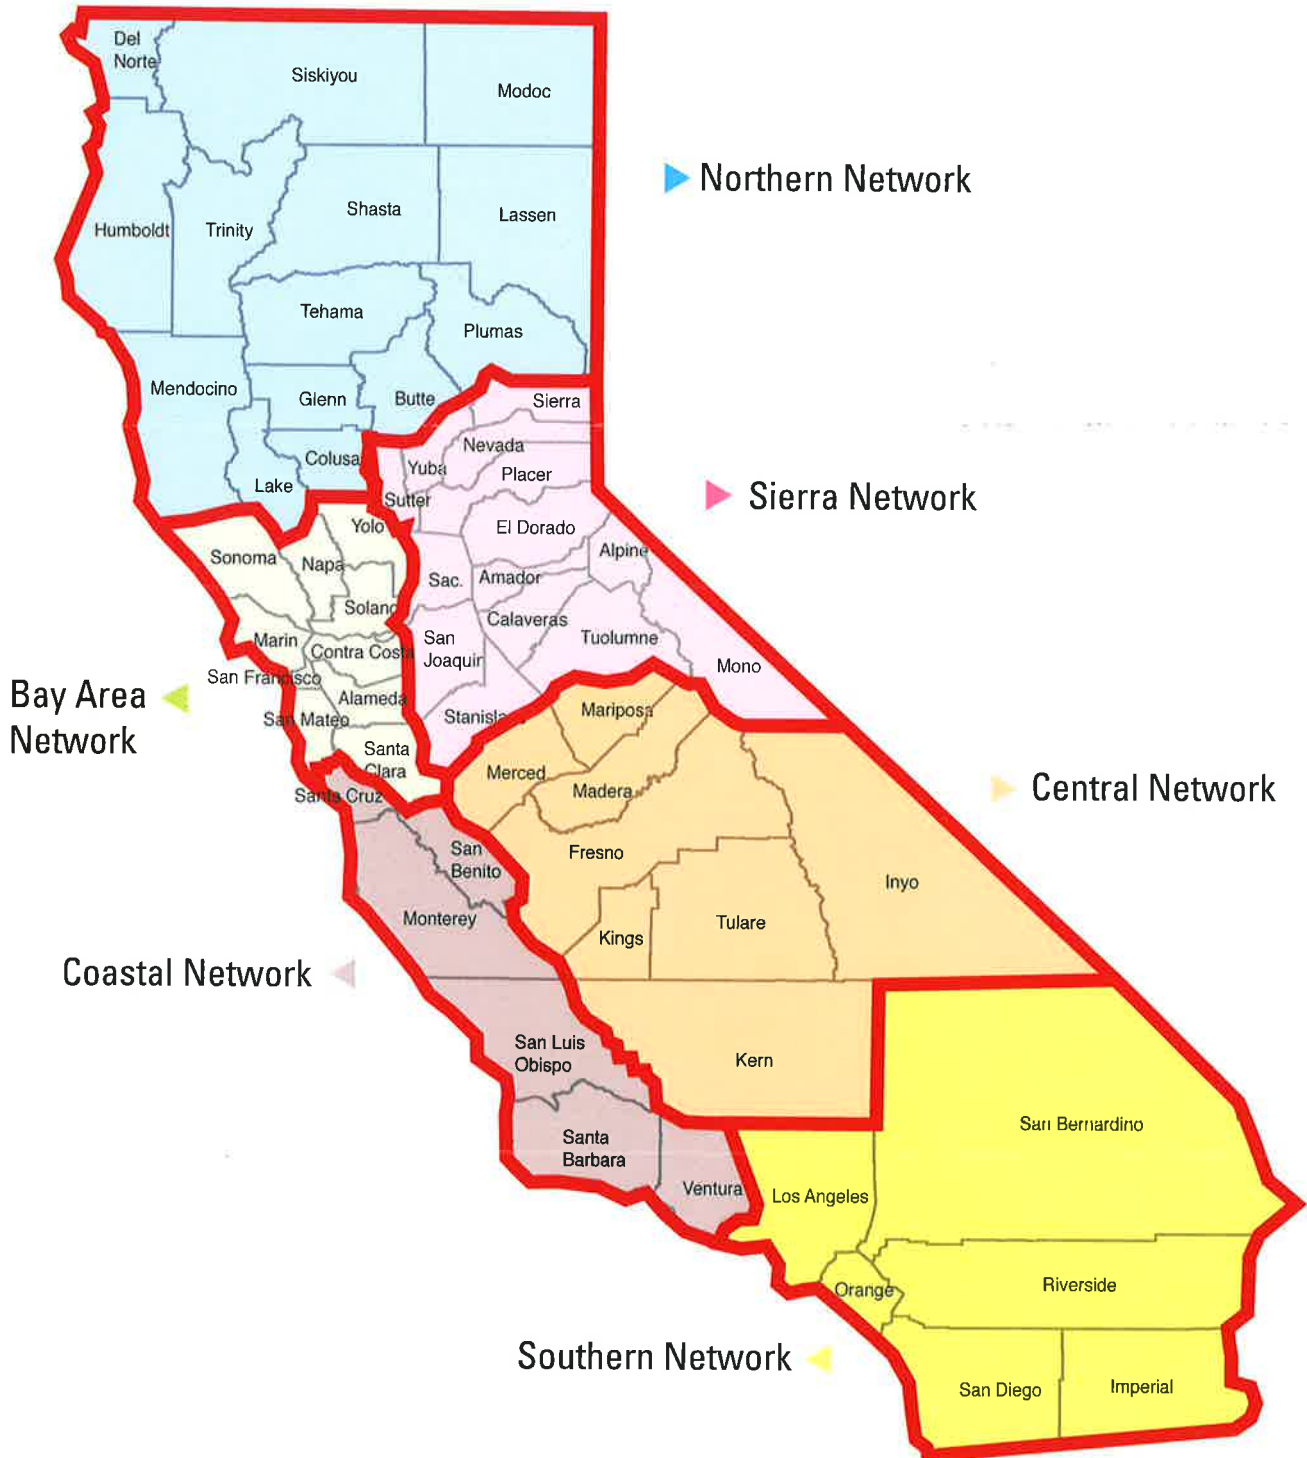 Del
Norte
Siskiyou
Modoc
Northern Network
Humboldt
Trinity
Shasta
Lassen
Tehama
Plumas
Mendocino
Glenn
Butte
Sierra
Colusa
Lake
Nevada
Yuba
Placer
Sutter
Sierra Network
Yolo
El Dorado
Sonoma
Napa
Alpine
Sac.
Amador
Solano
Calaveras
Marin
Contra Costa
San
Joaquin
Tuolumne
Mono
San Francisco
Bay Area
Network
Alameda
San Mateo
Stanisla
Mariposa
Santa
Clara
Merced
Madera
Central Network
Santa Cruz
San
Benito
Fresno
Inyo
Monterey
Kings
Tulare
Coastal Network
San Luis
Obispo
Kern
Santa
Barbara
San Bernardino
Ventura
Los Angeles
Orange
Riverside
Southern Network
San Diego
Imperial